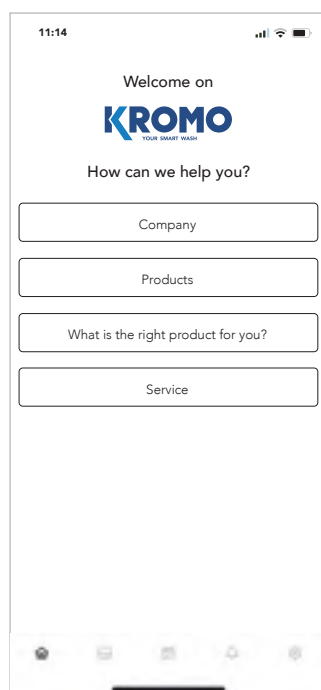 11:14
Welcome on
KROMO
YOUR SMART WASH
How can we help you?
Company
Products
What is the right product for you?
Service